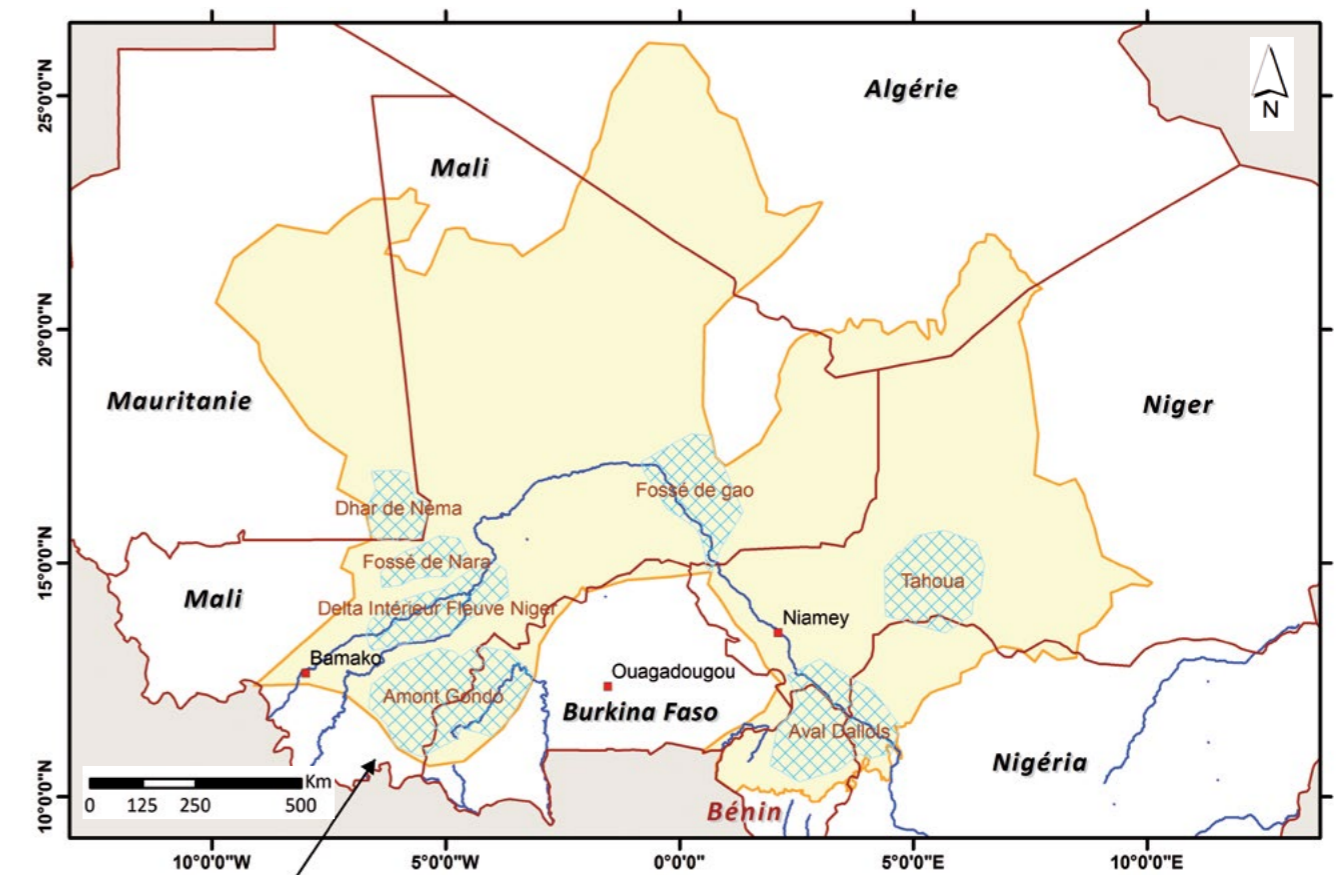 Algérie
N
25°0'0"N
Mali
20°0'0"N
Mauritanie
Niger
Fossé de gao
Dhar de Néma
15°0'0"N
Fossé de Nara
Tahoua
Mali
Delta Intérieur Fleuve Niger
Niamey
Bamako
Ouagadougou
Amont Gondo
Burkina Faso
Aval Dallols
Nigéria
Km
0 125 250 500
10°0'0"N
Bénin
10°0'0"W 5°0'0"W 0°0'0" 5°0'0"E 10°0'0"E